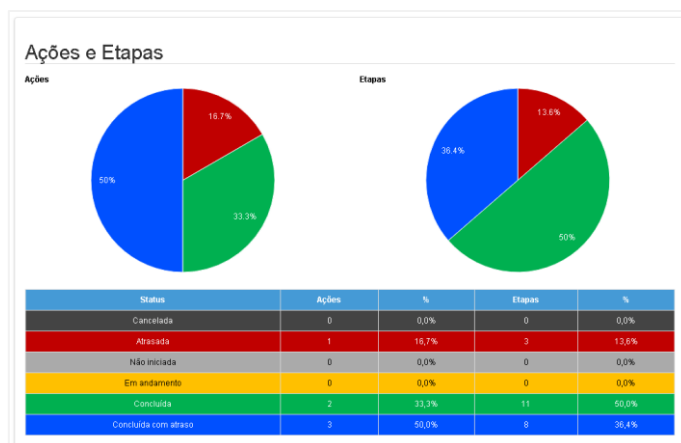 Ações e Etapas
Ações
Etapas
16.7%
33.3%
50%
13.6%
36.4%
50%
Status Ações % Etapas %
Cancelada 0 0,0% 0 0,0%
Atrasada 1 16,7% 3 13,6%
Não iniciada 0 0,0% 0 0,0%
Em andamento 0 0,0% 0 0,0%
Concluída 2 33,3% 11 50,0%
Concluída com atraso 3 50,0% 8 36,4%